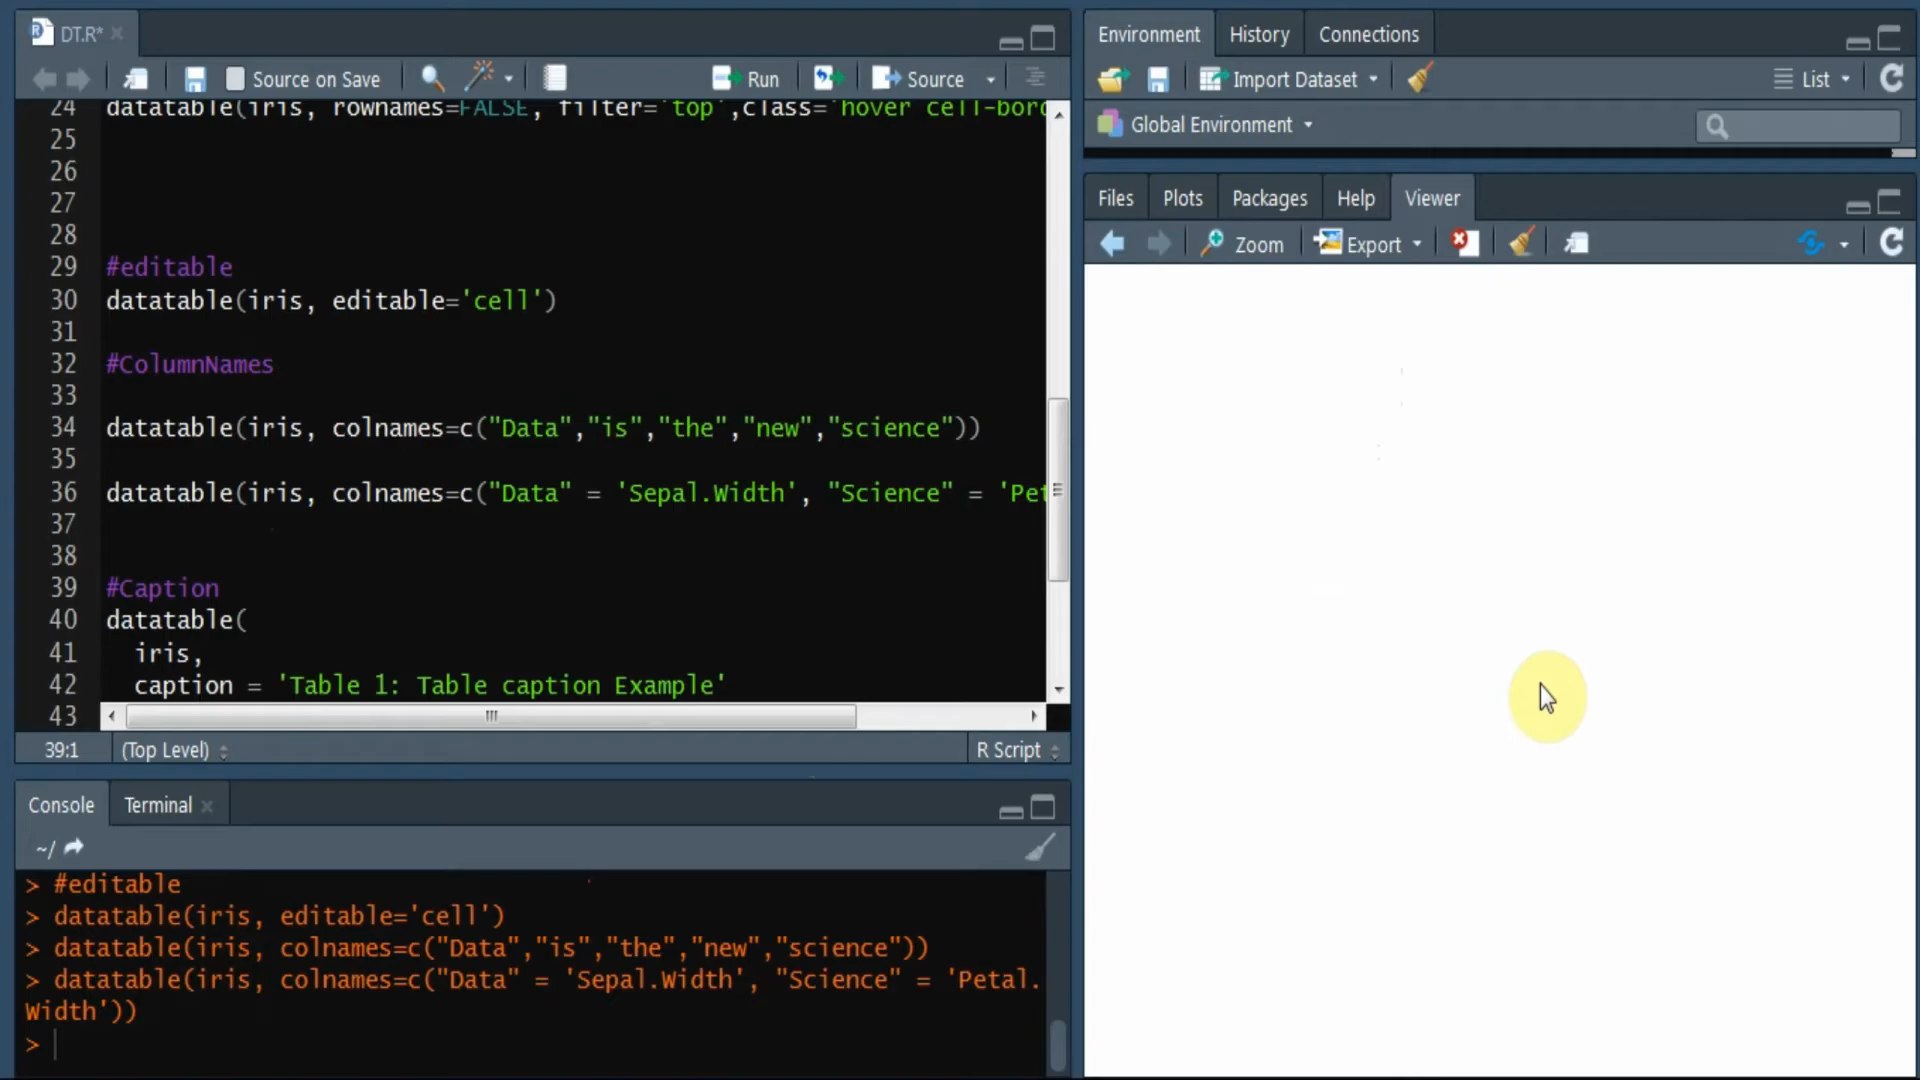 DT.R*
Source on Save
Run
Source
24 datatable(iris, rownames=FALSE, filter='top',class='hover cell-bord
25
26
27
28
29 #editable
30 datatable(iris, editable='cell')
31
32 #ColumnNames
33
34 datatable(iris, colnames=c("Data","is","the","new","science"))
35
36 datatable(iris, colnames=c("Data" = 'Sepal.Width', "Science" = 'Pet
37
38
39 #Caption
40 datatable(
41 iris,
42 caption = 'Table 1: Table caption Example'
43
39:1 (Top Level) R Script
Console Terminal
~/
> #editable
> datatable(iris, editable='cell')
> datatable(iris, colnames=c("Data","is","the","new","science"))
> datatable(iris, colnames=c("Data" = 'Sepal.Width', "Science" = 'Petal.
Width'))
>
Environment History Connections
Import Dataset List
Global Environment
Files Plots Packages Help Viewer
Zoom Export